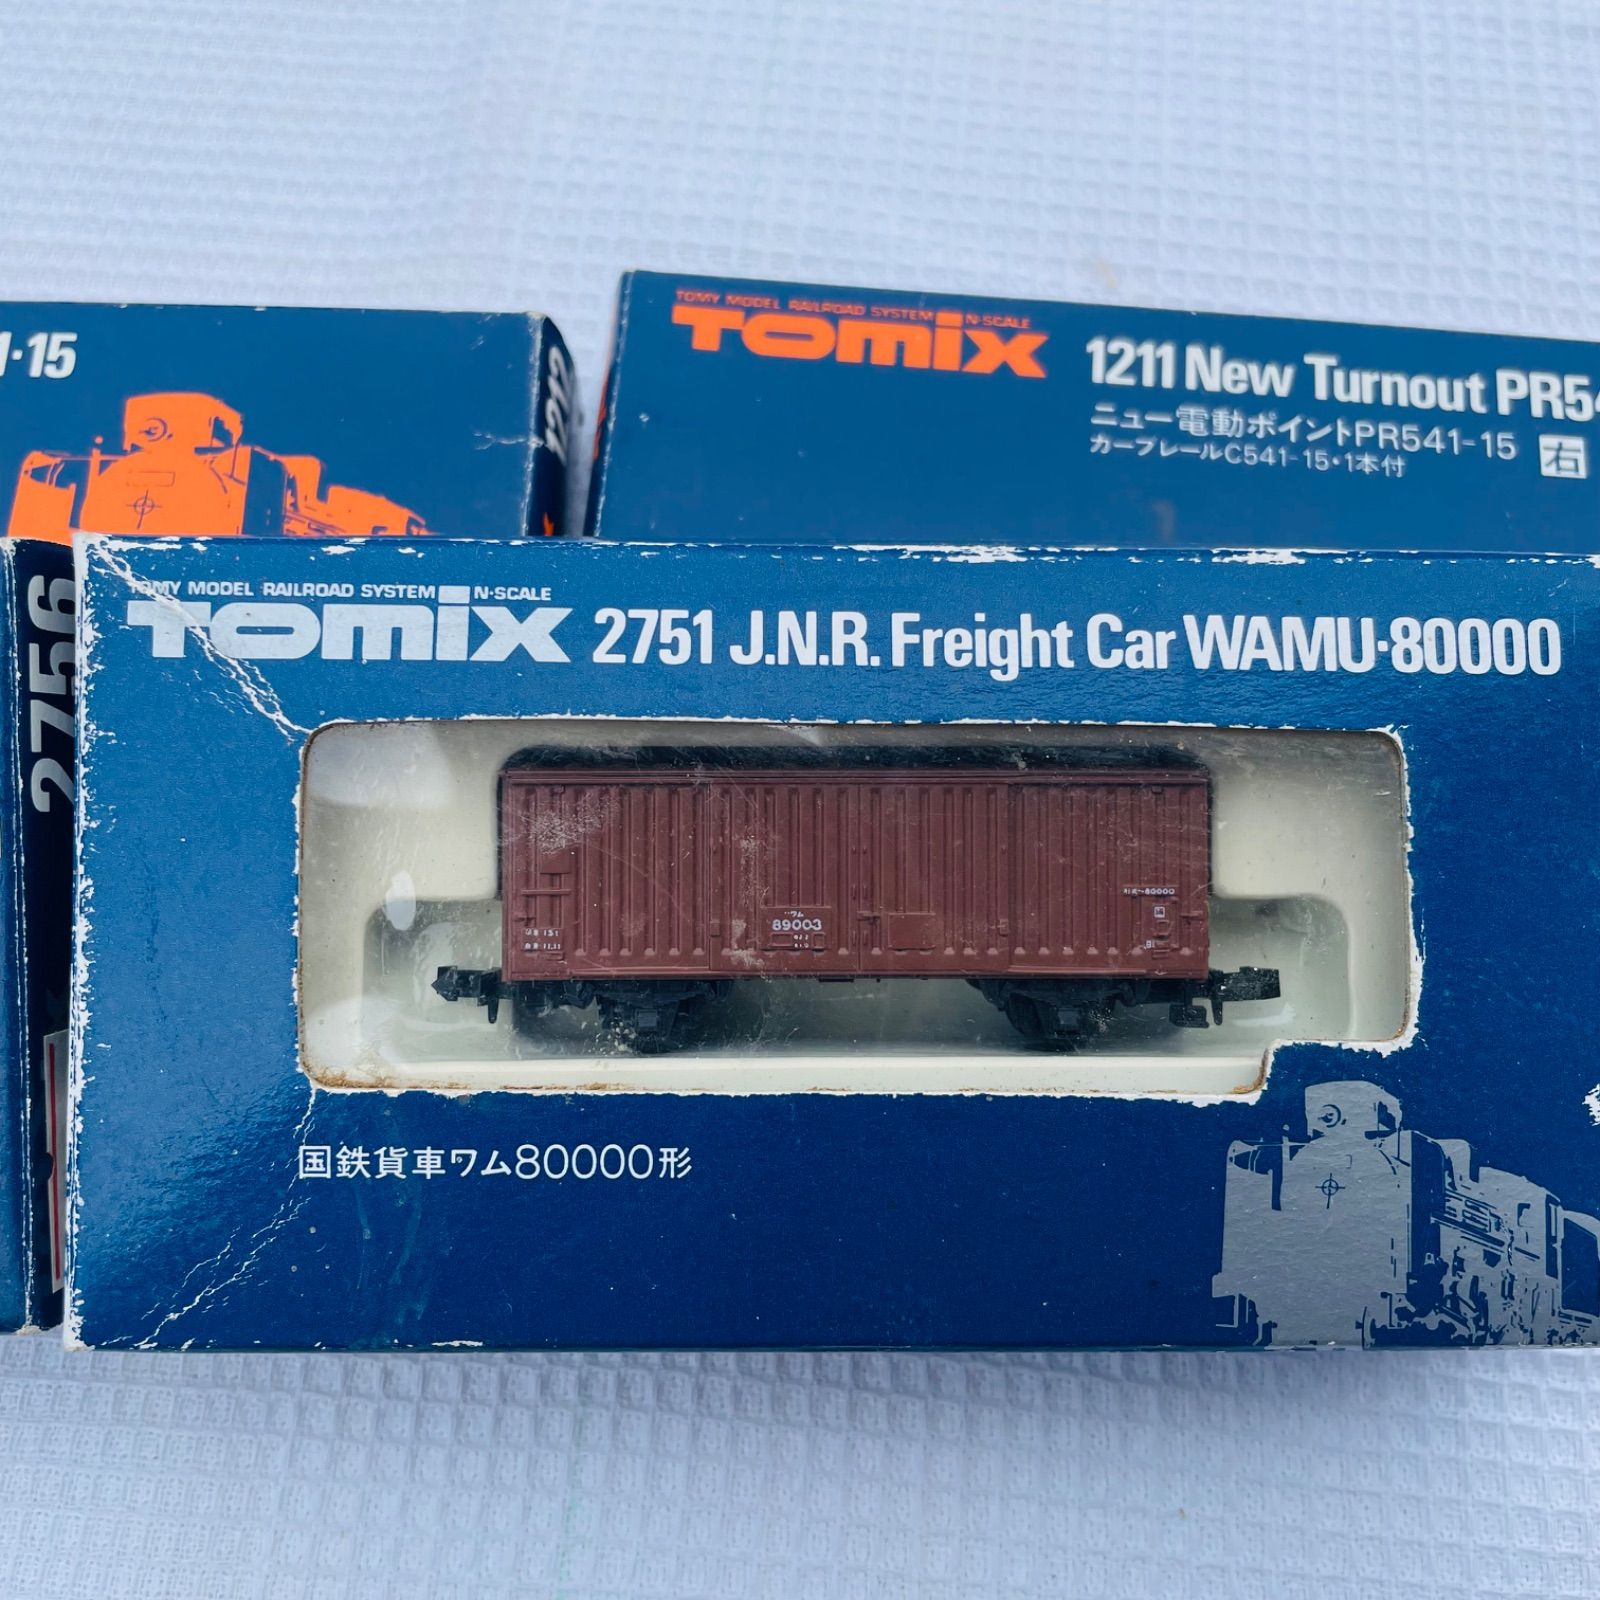 1·15
TOMY MODEL RAILROAD SYSTEM N·SCALE
TOMIX
1211 New Turnout PR54
ニュー電動ポイントPR541-15 右
カーブレールC541-15・1本付
2756
TOMY MODEL RAILROAD SYSTEM N·SCALE
TOMIX 2751 J.N.R. Freight Car WAMU·80000
ワム
89003
80000
国鉄貨車ワム80000形